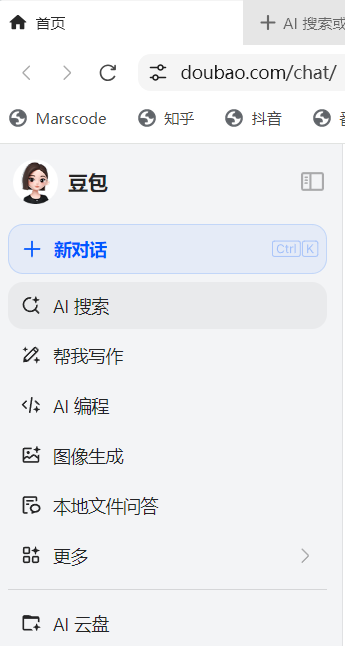 首页
AI 搜索或
doubao.com/chat/
Marscode 知乎 抖音
豆包
新对话 Ctrl K
AI 搜索
帮我写作
AI 编程
图像生成
本地文件问答
更多
AI 云盘